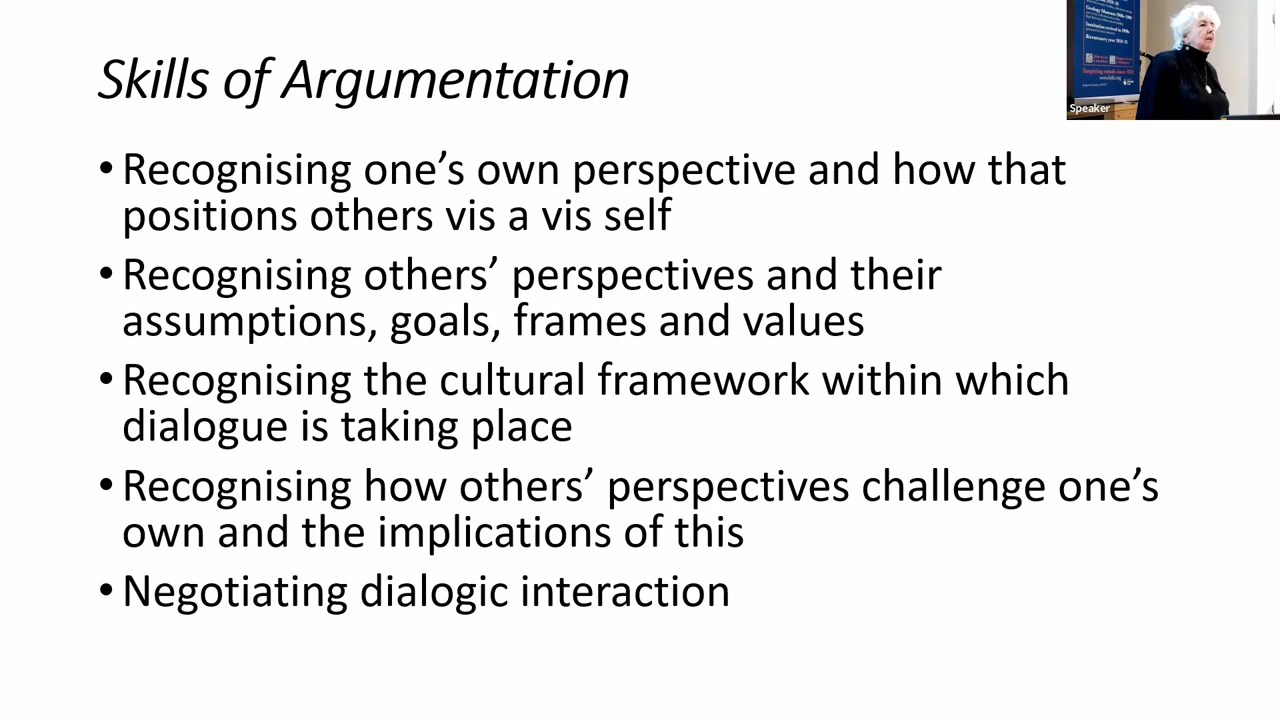 Skills of Argumentation
• Recognising one’s own perspective and how that
positions others vis a vis self
• Recognising others’ perspectives and their
assumptions, goals, frames and values
• Recognising the cultural framework within which
dialogue is taking place
• Recognising how others’ perspectives challenge one’s
own and the implications of this
• Negotiating dialogic interaction
Speaker